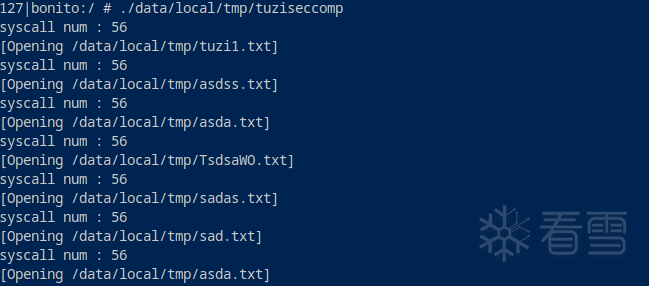 127|bonito:/ # ./data/local/tmp/tuziseccomp
syscall num : 56
[Opening /data/local/tmp/tuzi1.txt]
syscall num : 56
[Opening /data/local/tmp/asdss.txt]
syscall num : 56
[Opening /data/local/tmp/asda.txt]
syscall num : 56
[Opening /data/local/tmp/TsdsaWO.txt]
syscall num : 56
[Opening /data/local/tmp/sadas.txt]
syscall num : 56
[Opening /data/local/tmp/sad.txt]
syscall num : 56
[Opening /data/local/tmp/asda.txt]
看雪